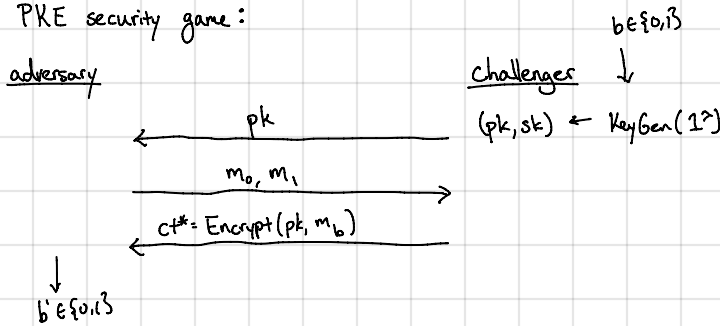 PKE security game:
b∈{0,1}
adversary
challenger
pk
(pk, sk) ← KeyGen(1^λ)
m₀, m₁
ct* = Encrypt(pk, m_b)
b' ∈ {0,1}